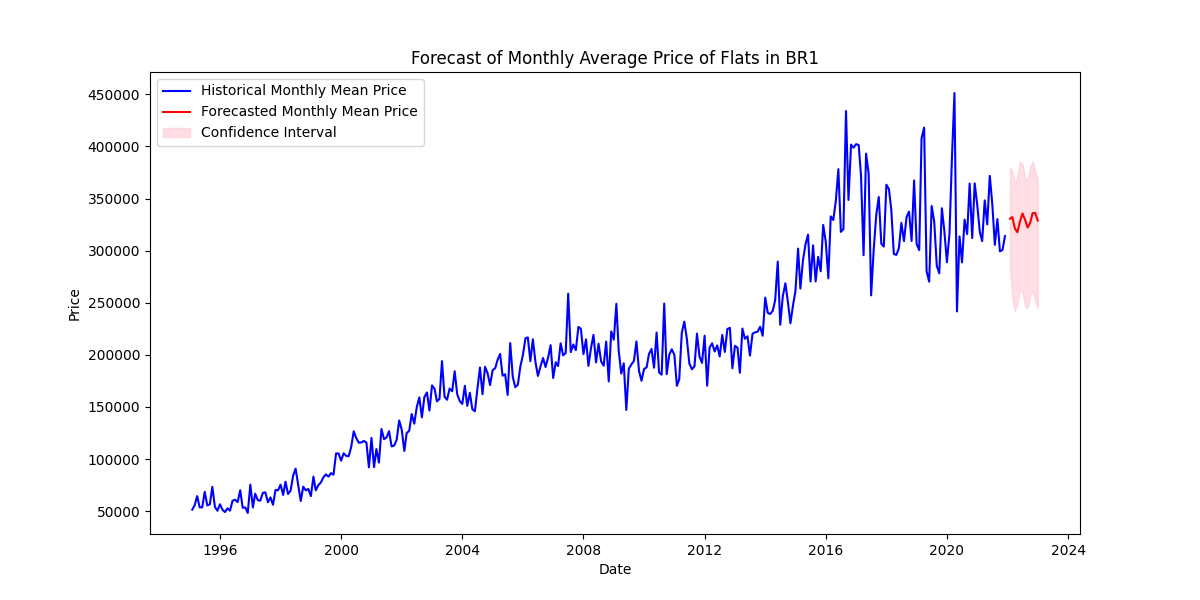 Forecast of Monthly Average Price of Flats in BR1
Historical Monthly Mean Price
Forecasted Monthly Mean Price
Confidence Interval
450000
400000
350000
300000
250000
200000
150000
100000
50000
Price
1996 2000 2004 2008 2012 2016 2020 2024
Date